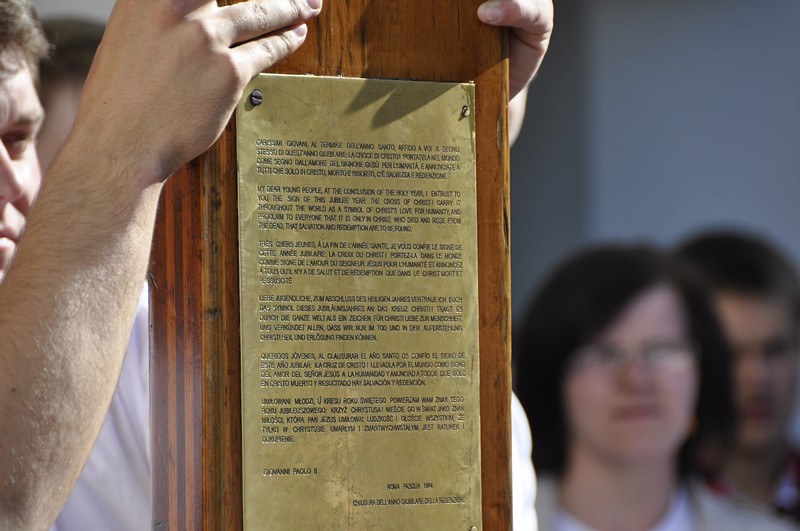 CARISSIMI GIOVANI, AL TERMINE DELL'ANNO SANTO, AFFIDO A VOI IL SEGNO
STESSO DI QUEST'ANNO GIUBILARE: LA CROCE DI CRISTO! PORTATELA NEL MONDO
COME SEGNO DALL'AMORE DEL SIGNORE GESÙ PER L'UMANITÀ, E ANNUNCIATE A
TUTTI CHE SOLO IN CRISTO, MORTO E RISORTO, C'È SALVEZZA E REDENZIONE.
MY DEAR YOUNG PEOPLE, AT THE CONCLUSION OF THE HOLY YEAR, I ENTRUST TO
YOU THE SIGN OF THIS JUBILEE YEAR: THE CROSS OF CHRIST! CARRY IT
THROUGHOUT THE WORLD AS A SYMBOL OF CHRIST'S LOVE FOR HUMANITY, AND
PROCLAIM TO EVERYONE THAT IT IS ONLY IN CHRIST, WHO DIED AND ROSE FROM
THE DEAD, THAT SALVATION AND REDEMPTION ARE TO BE FOUND.
TRÈS CHERS JEUNES, À LA FIN DE L'ANNÉE SAINTE, JE VOUS CONFIE LE SIGNE DE
CETTE ANNÉE JUBILAIRE: LA CROIX DU CHRIST! PORTEZ-LA DANS LE MONDE
COMME SIGNE DE L'AMOUR DU SEIGNEUR JÉSUS POUR L'HUMANITÉ ET ANNONCEZ
À TOUS QU'IL N'Y A DE SALUT ET DE RÉDEMPTION QUE DANS LE CHRIST MORT ET
RESSUSCITÉ
LIEBE JUGENDLICHE, ZUM ABSCHLUSS DES HEILIGEN JAHRES VERTRAUE ICH EUCH
DAS SYMBOL DIESES JUBILÄUMSJAHRES AN: DAS KREUZ CHRISTI! TRAGT ES
DURCH DIE GANZE WELT ALS EIN ZEICHEN FÜR CHRISTI LIEBE ZUR MENSCHHEIT
UND VERKÜNDET ALLEN, DASS WIR NUR IM TOD UND IN DER AUFERSTEHUNG
CHRISTI HEIL UND ERLÖSUNG FINDEN KÖNNEN.
QUERIDOS JÓVENES, AL CLAUSURAR EL AÑO SANTO OS CONFÍO EL SIGNO DE
ESTE AÑO JUBILAR: ¡LA CRUZ DE CRISTO! LLEVADLA POR EL MUNDO COMO SIGNO
DEL AMOR DEL SEÑOR JESÚS A LA HUMANIDAD Y ANUNCIAD A TODOS QUE SÓLO
EN CRISTO MUERTO Y RESUCITADO HAY SALVACIÓN Y REDENCIÓN.
UMIŁOWANI MŁODZI, U KRESU ROKU ŚWIĘTEGO POWIERZAM WAM ZNAK TEGO
ROKU JUBILEUSZOWEGO: KRZYŻ CHRYSTUSA! NIEŚCIE GO W ŚWIAT JAKO ZNAK
MIŁOŚCI, KTÓRĄ PAN JEZUS UMIŁOWAŁ LUDZKOŚĆ I GŁOŚCIE WSZYSTKIM, ŻE
TYLKO W CHRYSTUSIE UMARŁYM I ZMARTWYCHWSTAŁYM JEST RATUNEK I
ODKUPIENIE.
GIOVANNI PAOLO II
ROMA PASQUA 1984,
CHIUSURA DELL'ANNO GIUBILARE DELLA REDENZIONE